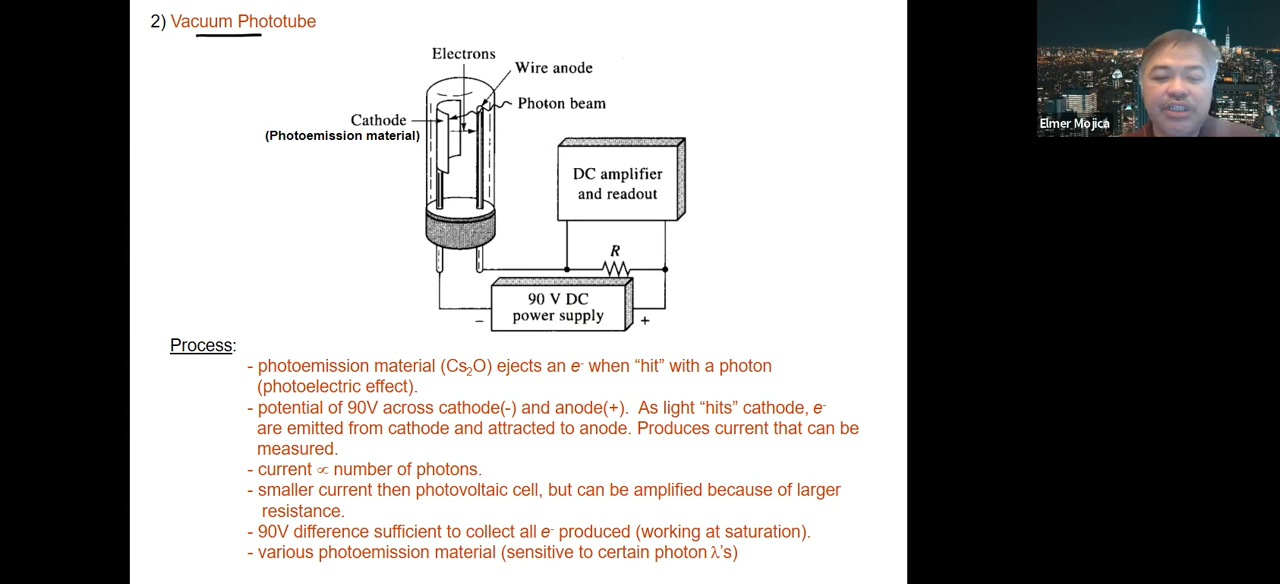 2) Vacuum Phototube
Electrons
Wire anode
Photon beam
Cathode
(Photoemission material)
DC amplifier
and readout
R
90 V DC
power supply
–
+
Process:
- photoemission material (Cs₂O) ejects an e⁻ when “hit” with a photon
(photoelectric effect).
- potential of 90V across cathode(-) and anode(+). As light “hits” cathode, e⁻
are emitted from cathode and attracted to anode. Produces current that can be
measured.
- current ∝ number of photons.
- smaller current then photovoltaic cell, but can be amplified because of larger
resistance.
- 90V difference sufficient to collect all e⁻ produced (working at saturation).
- various photoemission material (sensitive to certain photon λ’s)
Elmer Mojica